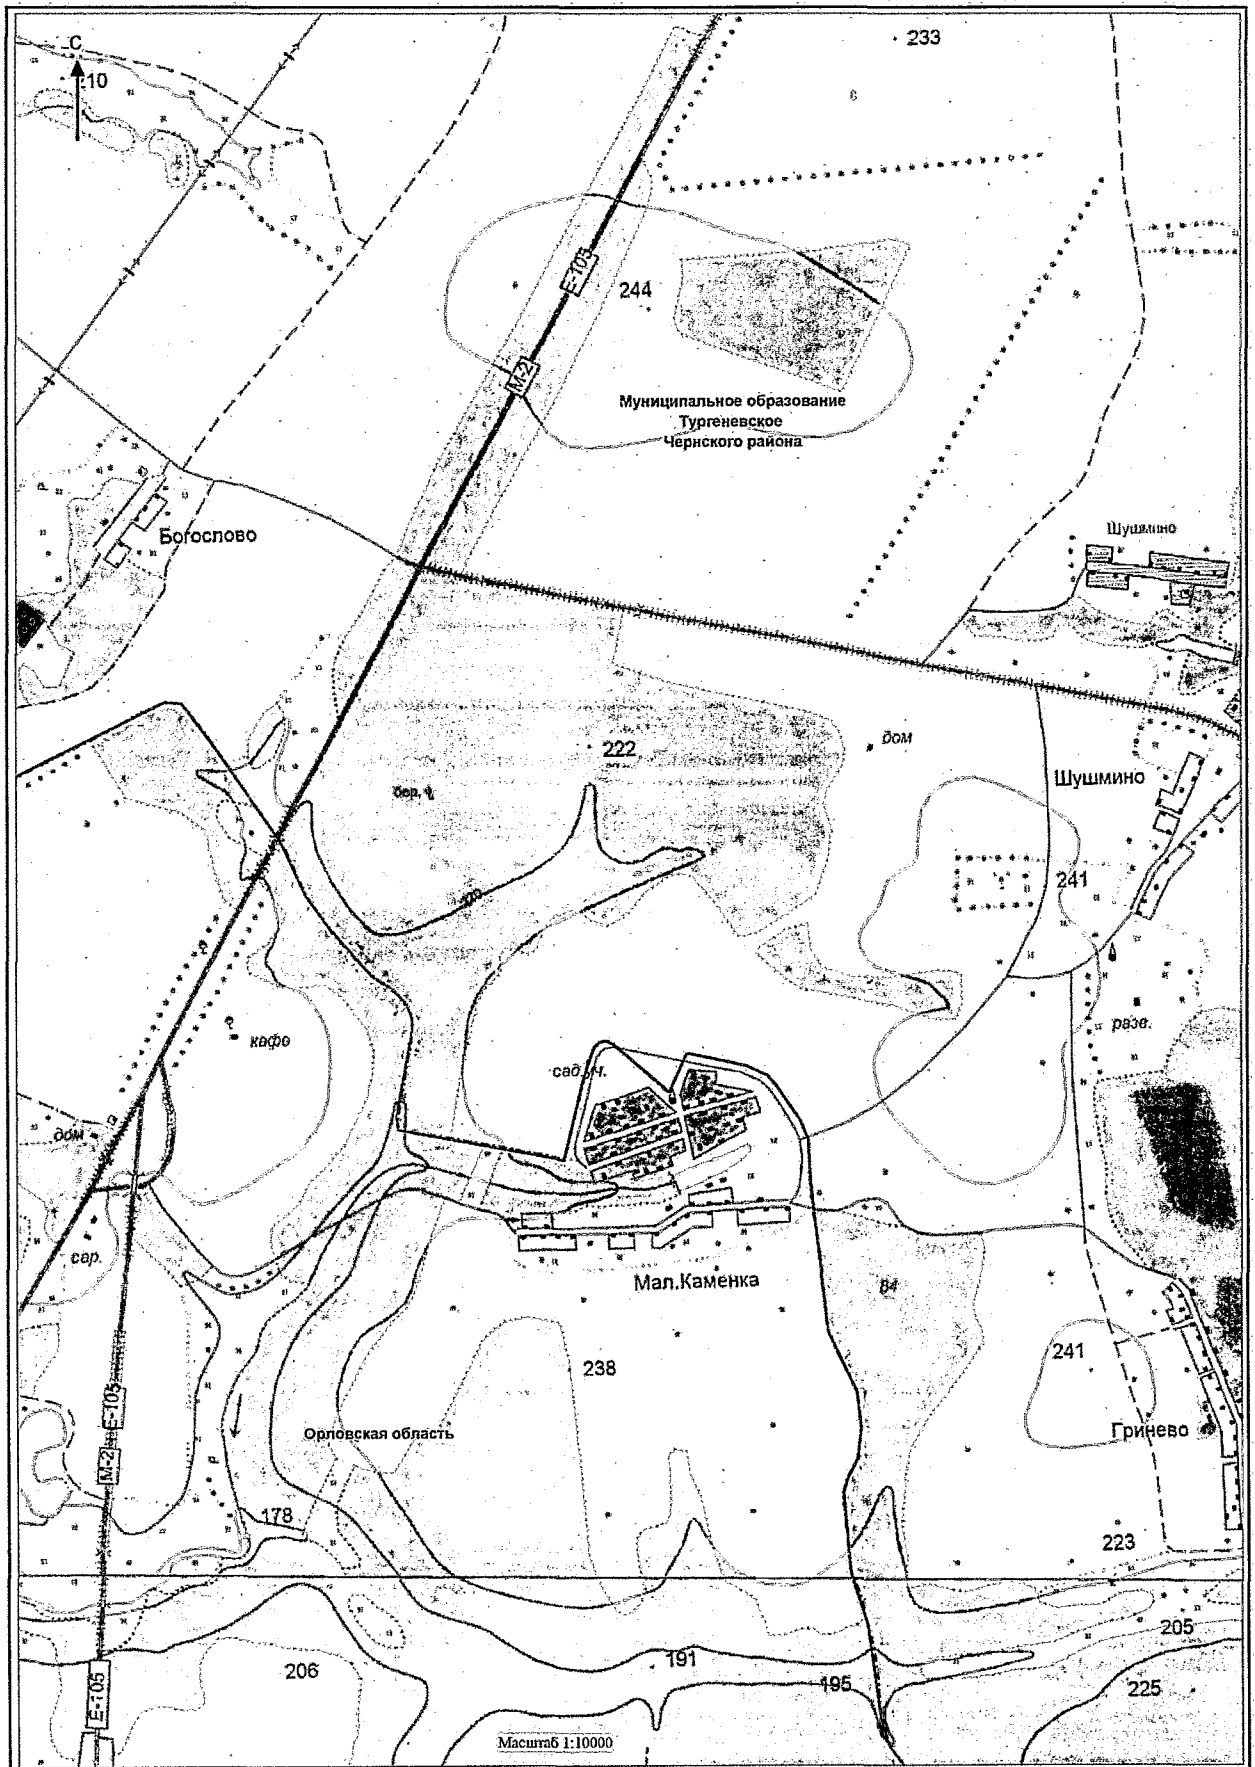 С
10
233
Е-105
244
М-2
Муниципальное образование
Тургеневское
Чернского района
Богослово
Шушмино
222
дом
бер.
Шушмино
241
кафе
разв.
сад.уч.
дом
сар.
Мал.Каменка
84
238
241
Е-105
М-2
Орловская область
Гринево
178
223
205
206
191
195
225
Е-105
Масштаб 1:10000